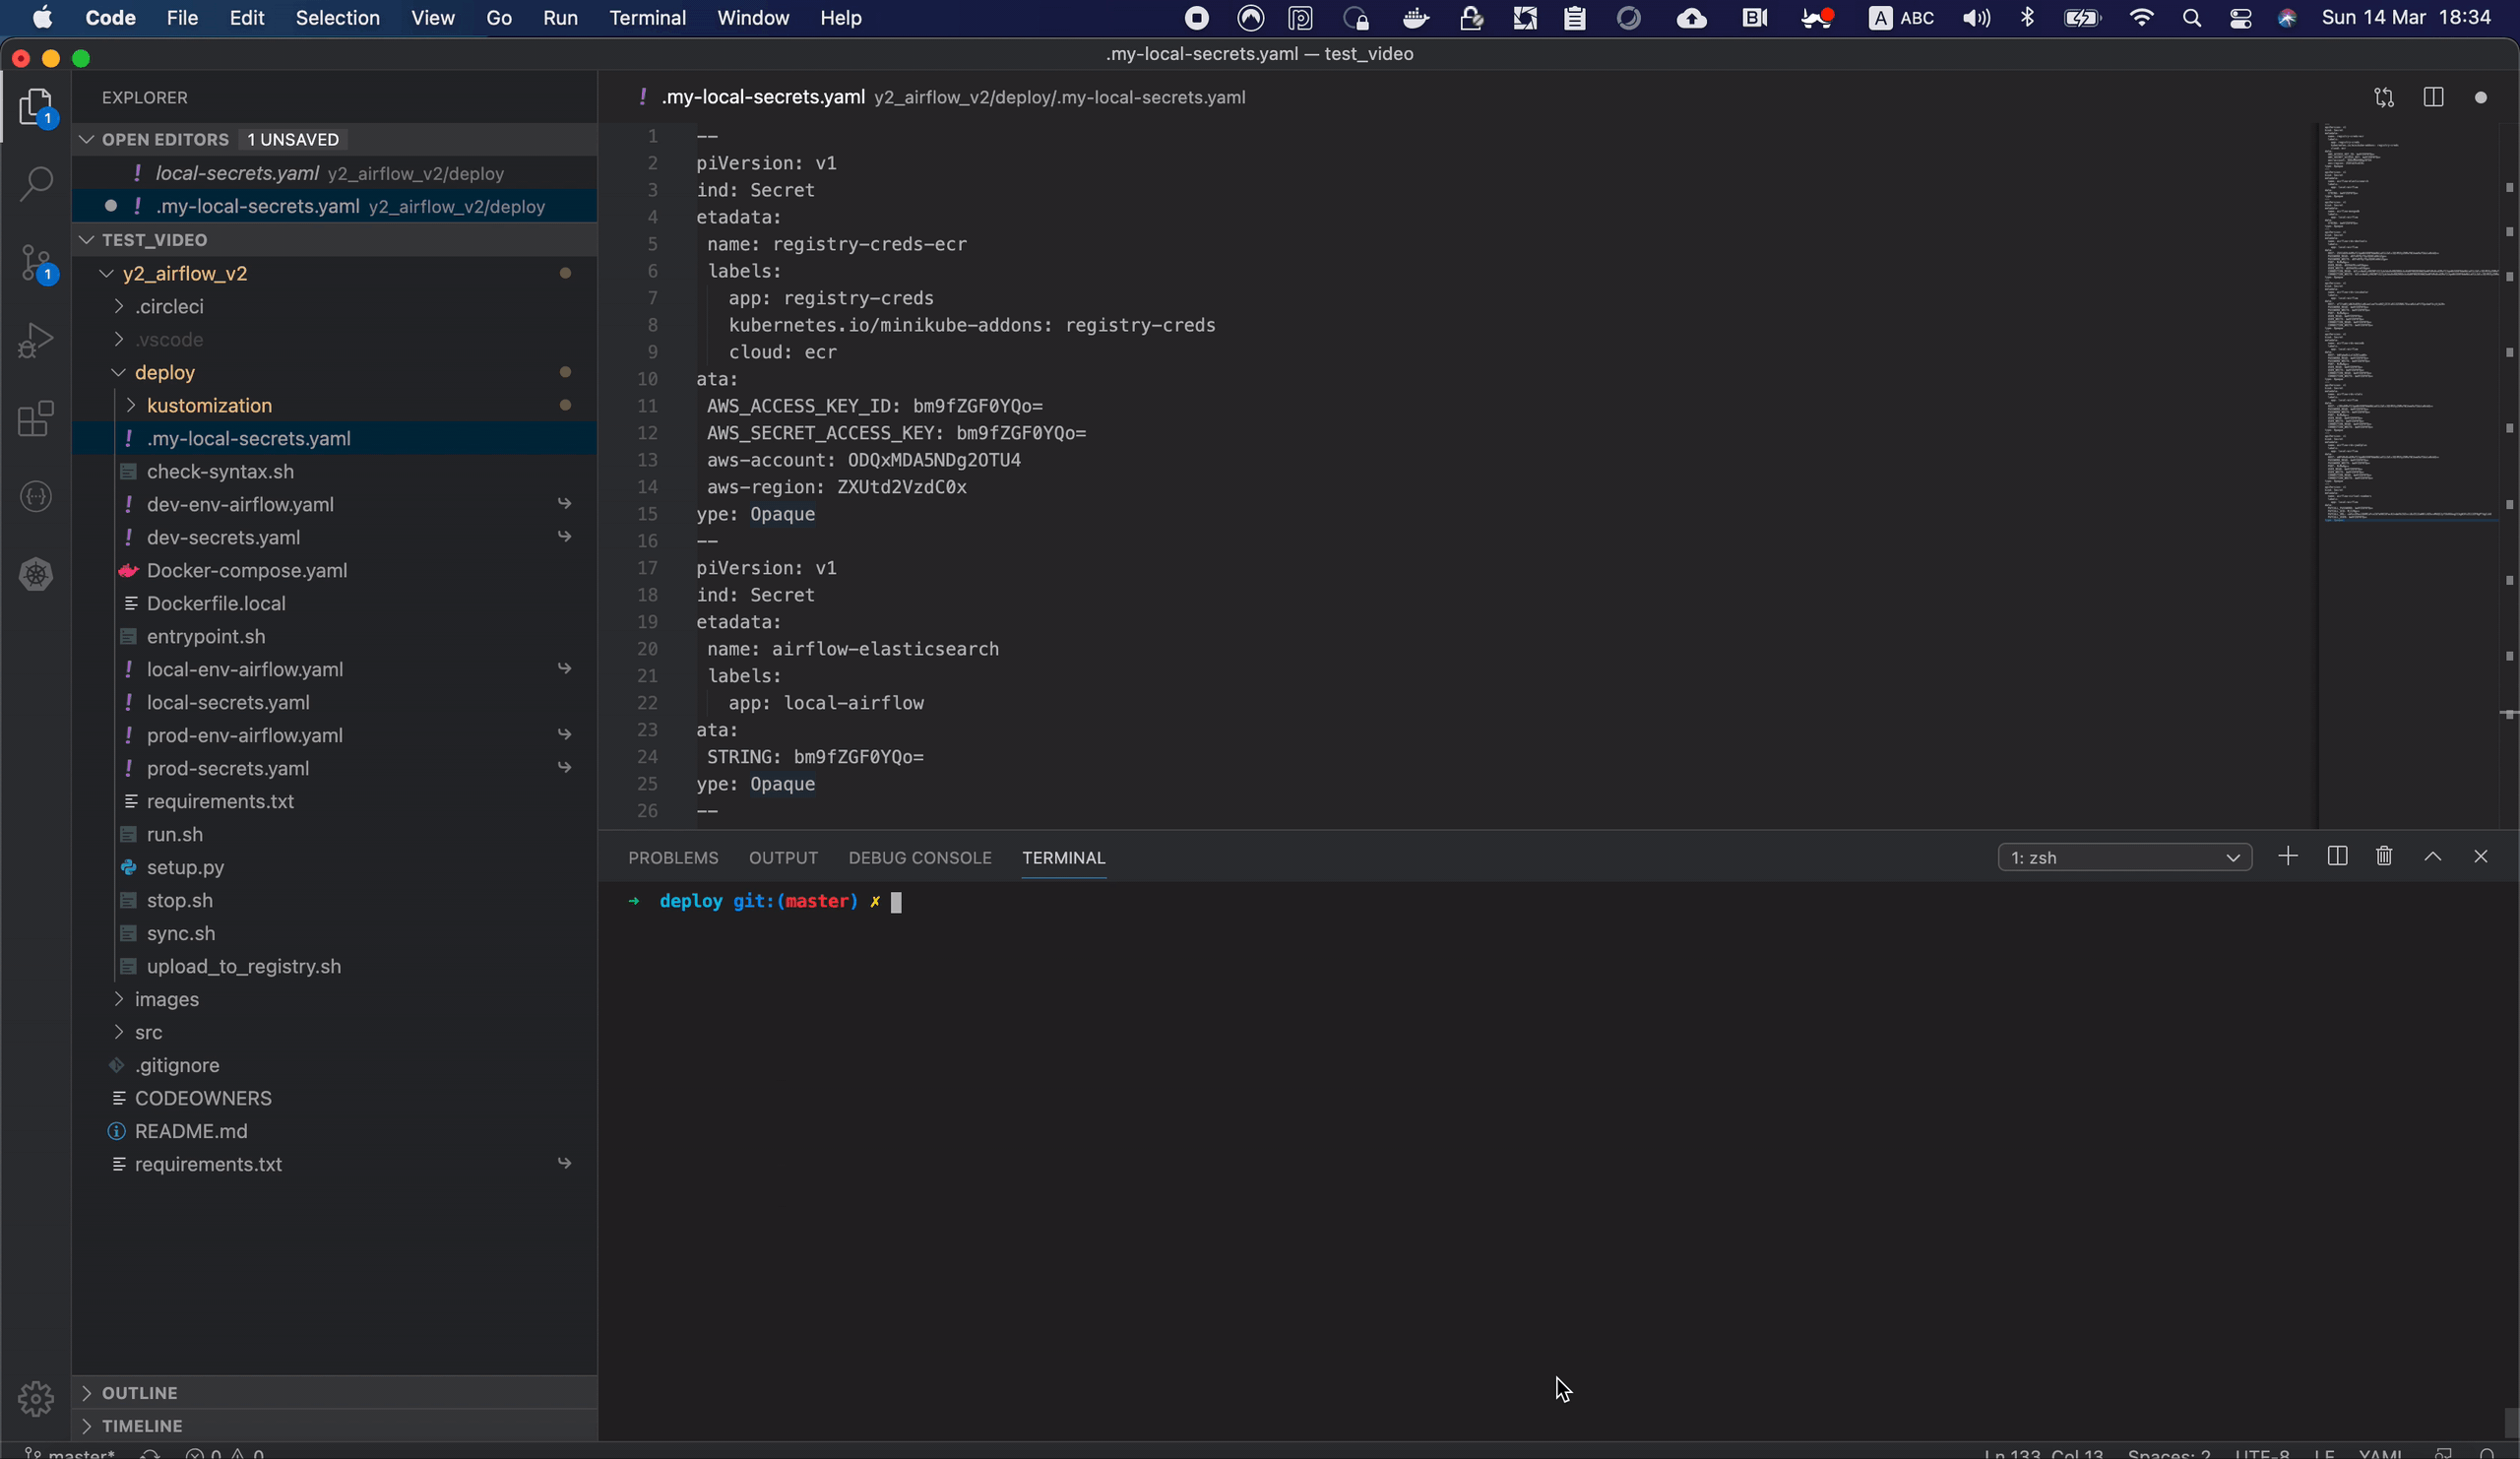 Code File Edit Selection View Go Run Terminal Window Help
A ABC Sun 14 Mar 18:34
.my-local-secrets.yaml — test_video
EXPLORER
OPEN EDITORS 1 UNSAVED
! local-secrets.yaml y2_airflow_v2/deploy
! .my-local-secrets.yaml y2_airflow_v2/deploy
TEST_VIDEO
y2_airflow_v2
.circleci
.vscode
deploy
kustomization
! .my-local-secrets.yaml
check-syntax.sh
! dev-env-airflow.yaml
! dev-secrets.yaml
Docker-compose.yaml
Dockerfile.local
entrypoint.sh
! local-env-airflow.yaml
! local-secrets.yaml
! prod-env-airflow.yaml
! prod-secrets.yaml
requirements.txt
run.sh
setup.py
stop.sh
sync.sh
upload_to_registry.sh
images
src
.gitignore
CODEOWNERS
README.md
requirements.txt
OUTLINE
TIMELINE
1
1
! .my-local-secrets.yaml y2_airflow_v2/deploy/.my-local-secrets.yaml
1 --
2 piVersion: v1
3 ind: Secret
4 etadata:
5 name: registry-creds-ecr
6 labels:
7 app: registry-creds
8 kubernetes.io/minikube-addons: registry-creds
9 cloud: ecr
10 ata:
11 AWS_ACCESS_KEY_ID: bm9fZGF0YQo=
12 AWS_SECRET_ACCESS_KEY: bm9fZGF0YQo=
13 aws-account: ODQxMDA5NDg2OTU4
14 aws-region: ZXUtd2VzdC0x
15 ype: Opaque
16 --
17 piVersion: v1
18 ind: Secret
19 etadata:
20 name: airflow-elasticsearch
21 labels:
22 app: local-airflow
23 ata:
24 STRING: bm9fZGF0YQo=
25 ype: Opaque
26 --
PROBLEMS OUTPUT DEBUG CONSOLE TERMINAL 1: zsh
➜ deploy git:(master) ✗
master* 0 0 Ln 133, Col 13 Spaces: 2 UTF-8 LF YAML